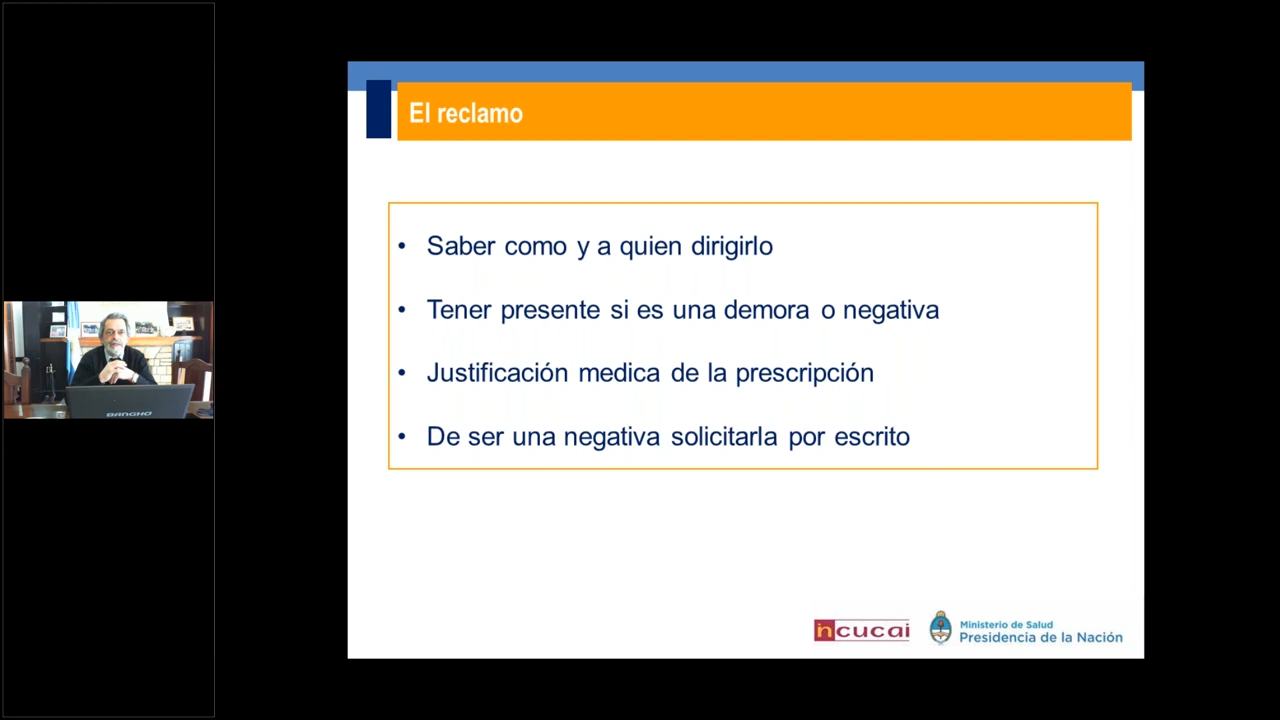 El reclamo
• Saber como y a quien dirigirlo
• Tener presente si es una demora o negativa
• Justificación medica de la prescripción
• De ser una negativa solicitarla por escrito
BANGHO
incucai
Ministerio de Salud
Presidencia de la Nación